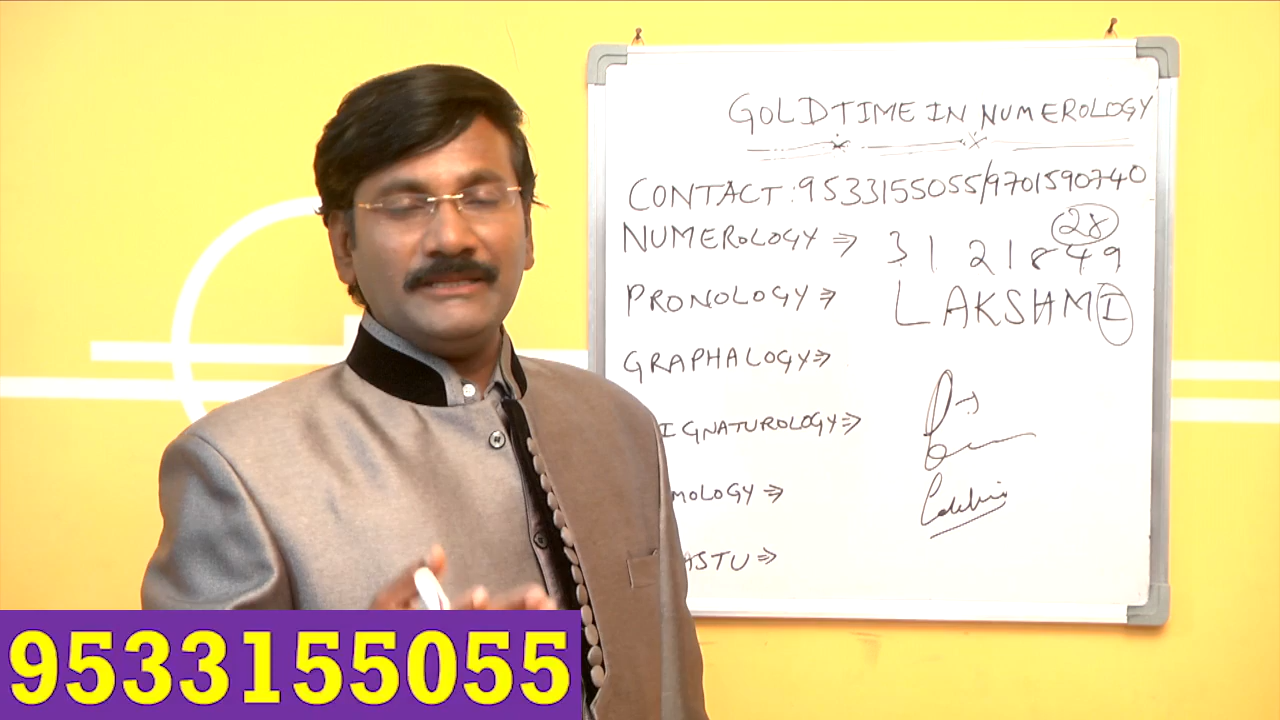 GOLDTIME IN NUMEROLOGY
CONTACT : 9533155055/9701590740
28
NUMEROLOGY ⇒ 3 1 2 1 8 4 9
PRONOLOGY ⇒ LAKSHMI
GRAPHALOGY ⇒
IGNATUROLOGY ⇒
MOLOGY ⇒
ASTU ⇒
9533155055